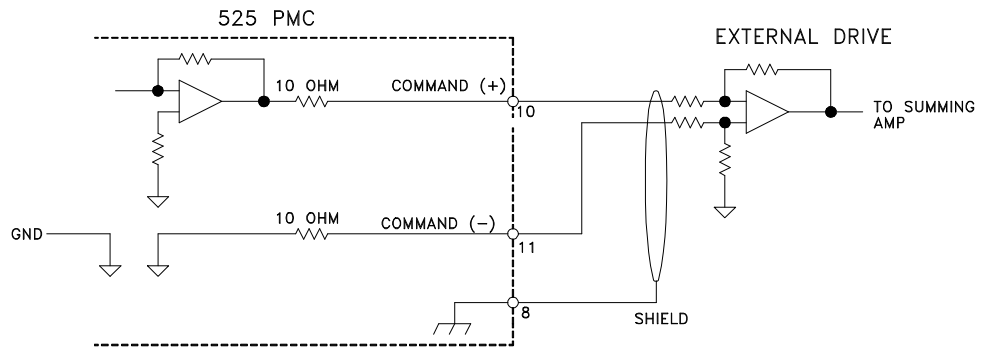 525 PMC
EXTERNAL DRIVE
10 OHM
COMMAND (+)
10
TO SUMMING
AMP
10 OHM
COMMAND (-)
GND
11
8
SHIELD